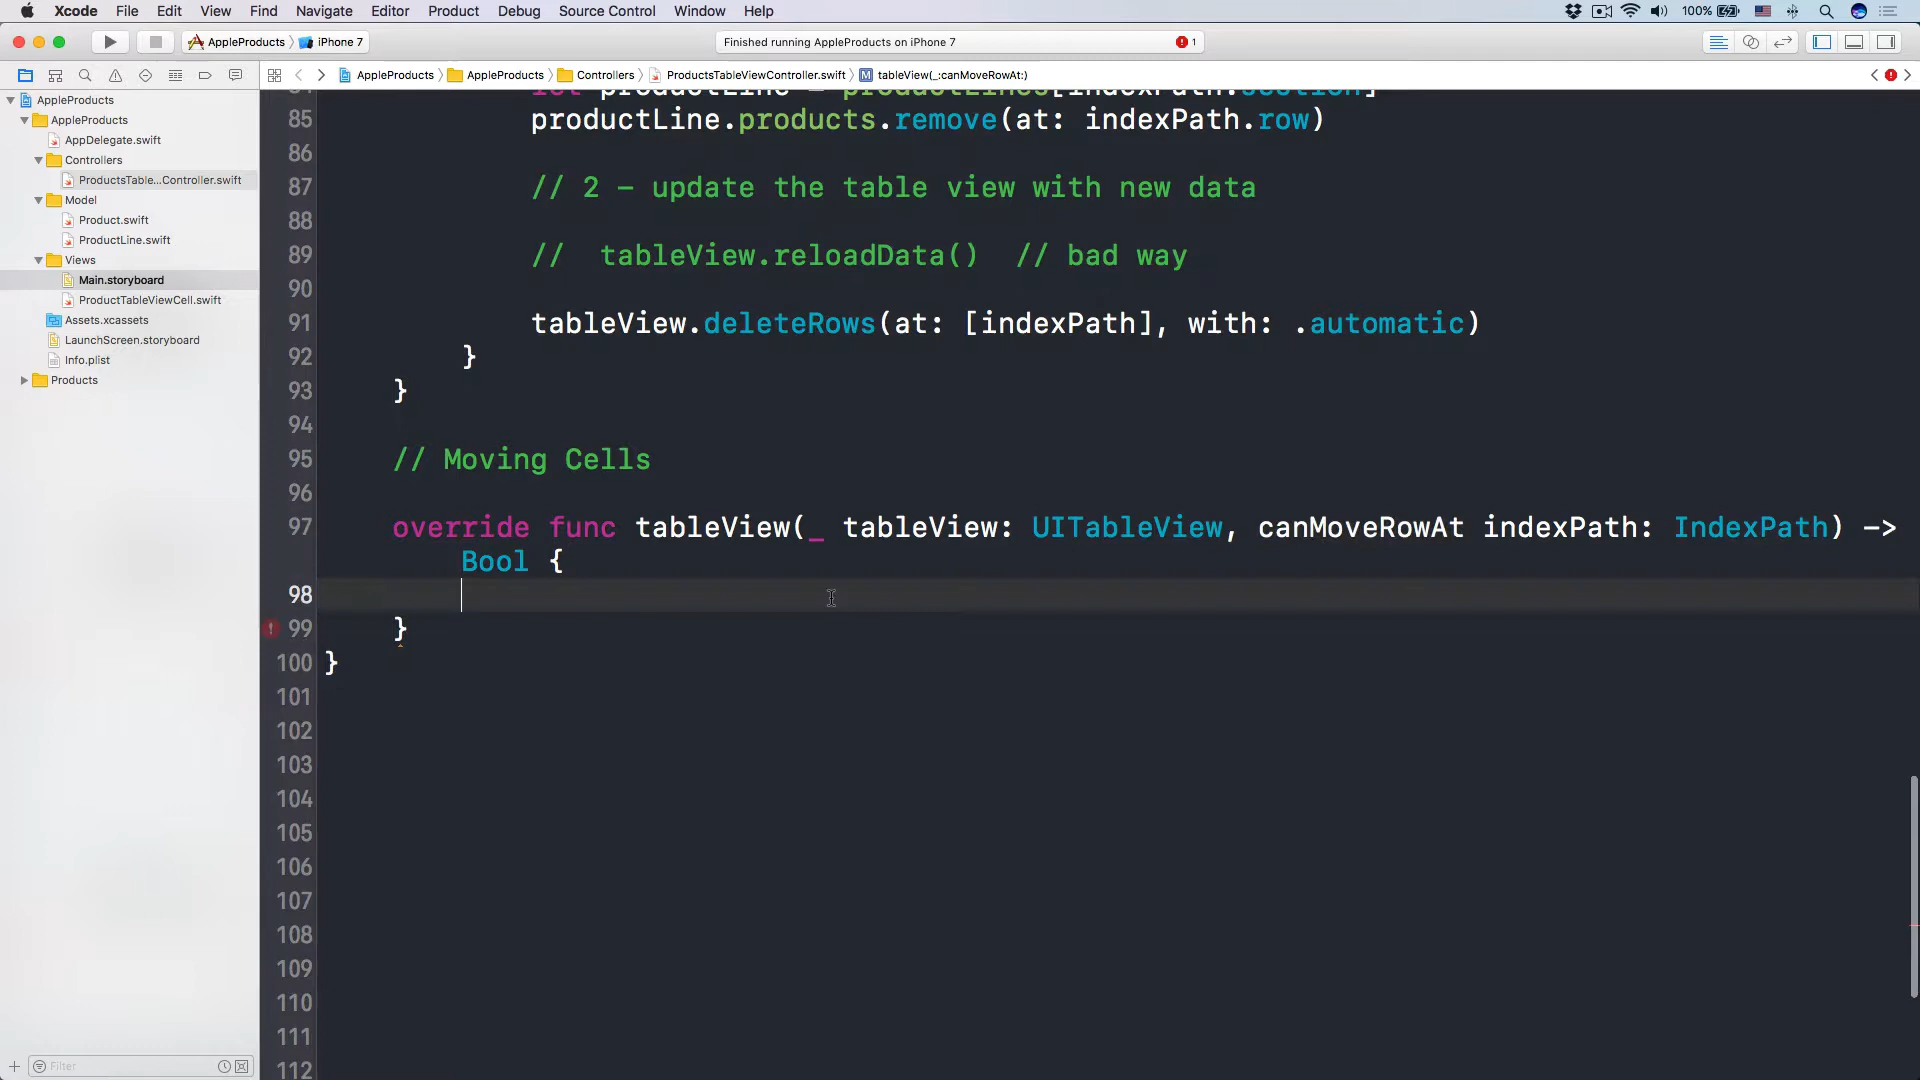 Xcode File Edit View Find Navigate Editor Product Debug Source Control Window Help 100%
AppleProducts iPhone 7 Finished running AppleProducts on iPhone 7 1
AppleProducts AppleProducts Controllers ProductsTableViewController.swift M tableView(_:canMoveRowAt:)
AppleProducts
AppleProducts
AppDelegate.swift
Controllers
ProductsTable...Controller.swift
Model
Product.swift
ProductLine.swift
Views
Main.storyboard
ProductTableViewCell.swift
Assets.xcassets
LaunchScreen.storyboard
Info.plist
Products
Filter
84 let productLine = productLines[indexPath.section]
85 productLine.products.remove(at: indexPath.row)
86
87 // 2 – update the table view with new data
88
89 //  tableView.reloadData()  // bad way
90
91 tableView.deleteRows(at: [indexPath], with: .automatic)
92 }
93 }
94
95 // Moving Cells
96
97 override func tableView(_ tableView: UITableView, canMoveRowAt indexPath: IndexPath) ->
Bool {
98
99 }
100 }
101
102
103
104
105
106
107
108
109
110
111
112